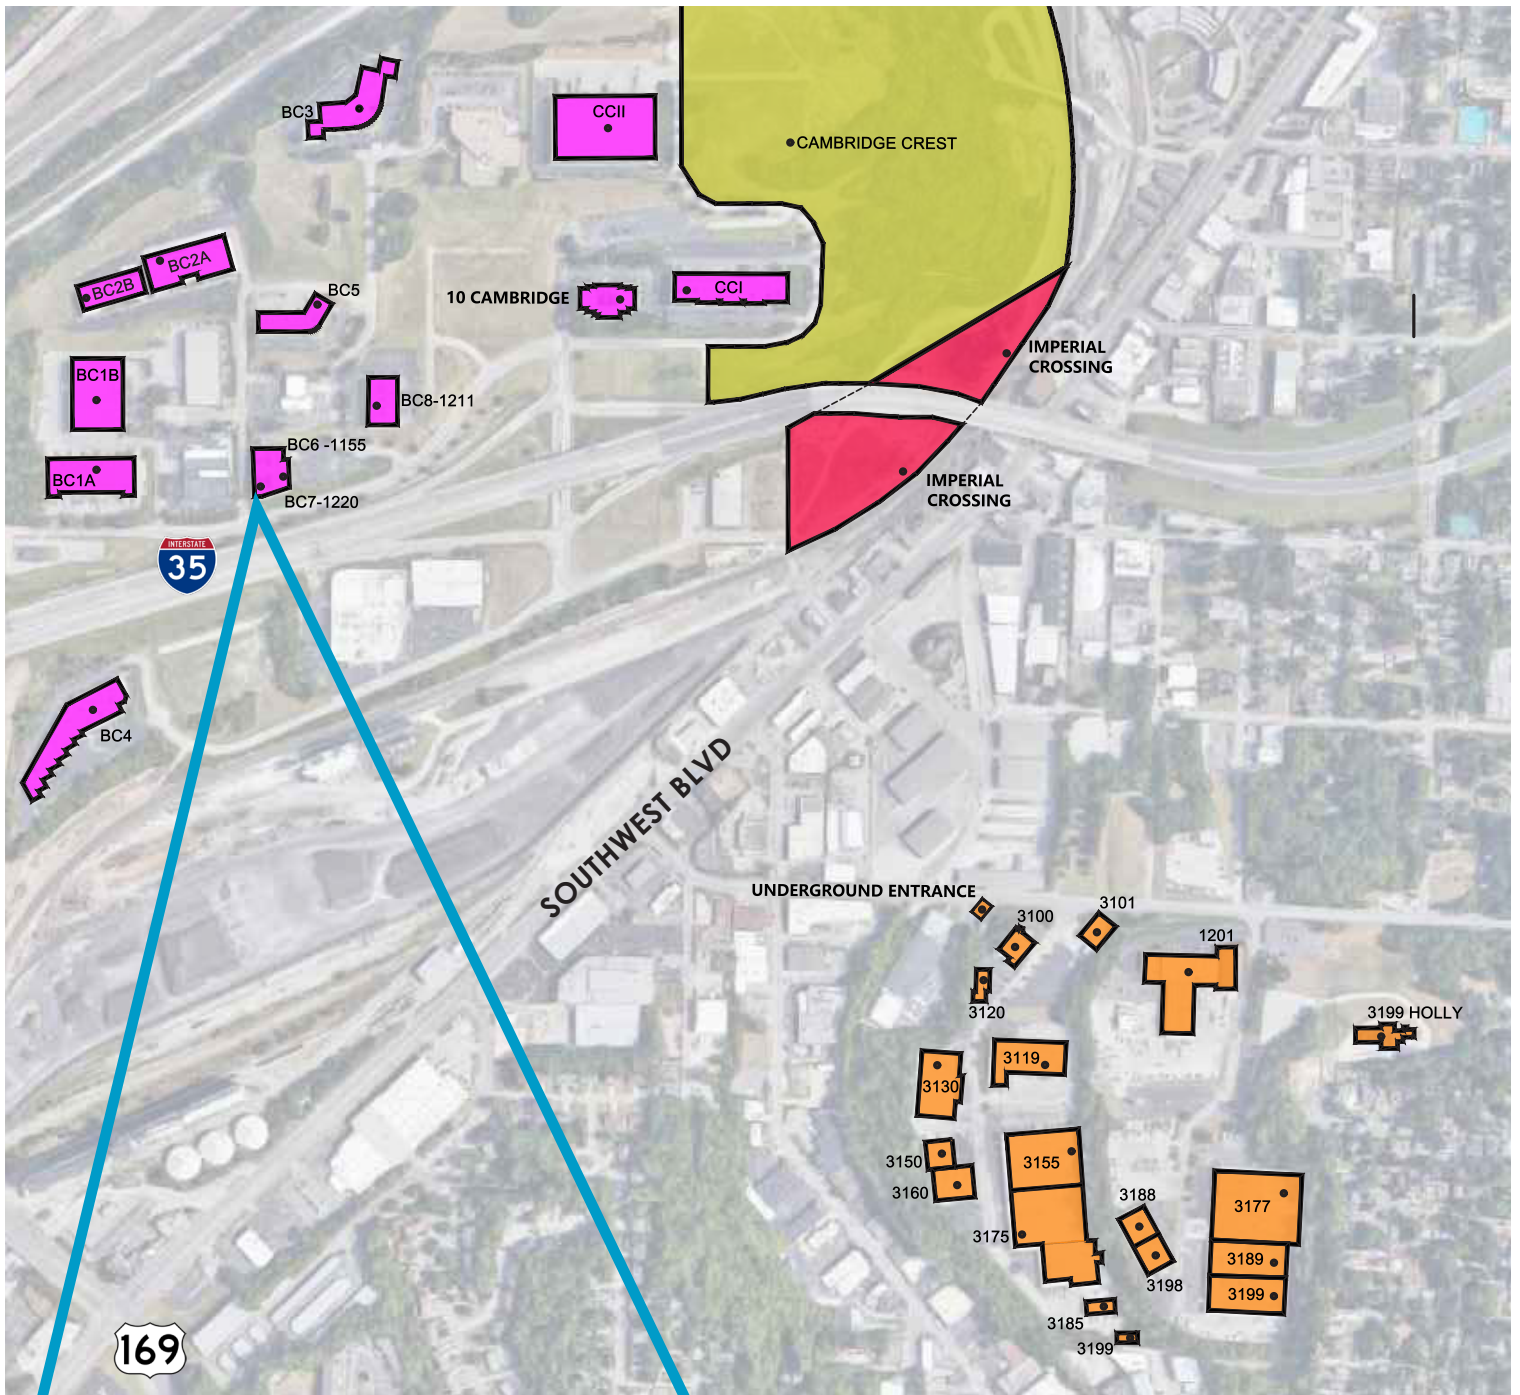 BC3
CCII
CAMBRIDGE CREST
BC2A
BC2B
BC5
10 CAMBRIDGE
CCI
IMPERIAL
CROSSING
BC1B
BC8-1211
BC6 -1155
BC1A
BC7-1220
IMPERIAL
CROSSING
INTERSTATE
35
BC4
SOUTHWEST BLVD
UNDERGROUND ENTRANCE
3100
3101
1201
3120
3199 HOLLY
3119
3130
3150
3155
3160
3175
3188
3177
3189
3198
3199
3185
3199
169